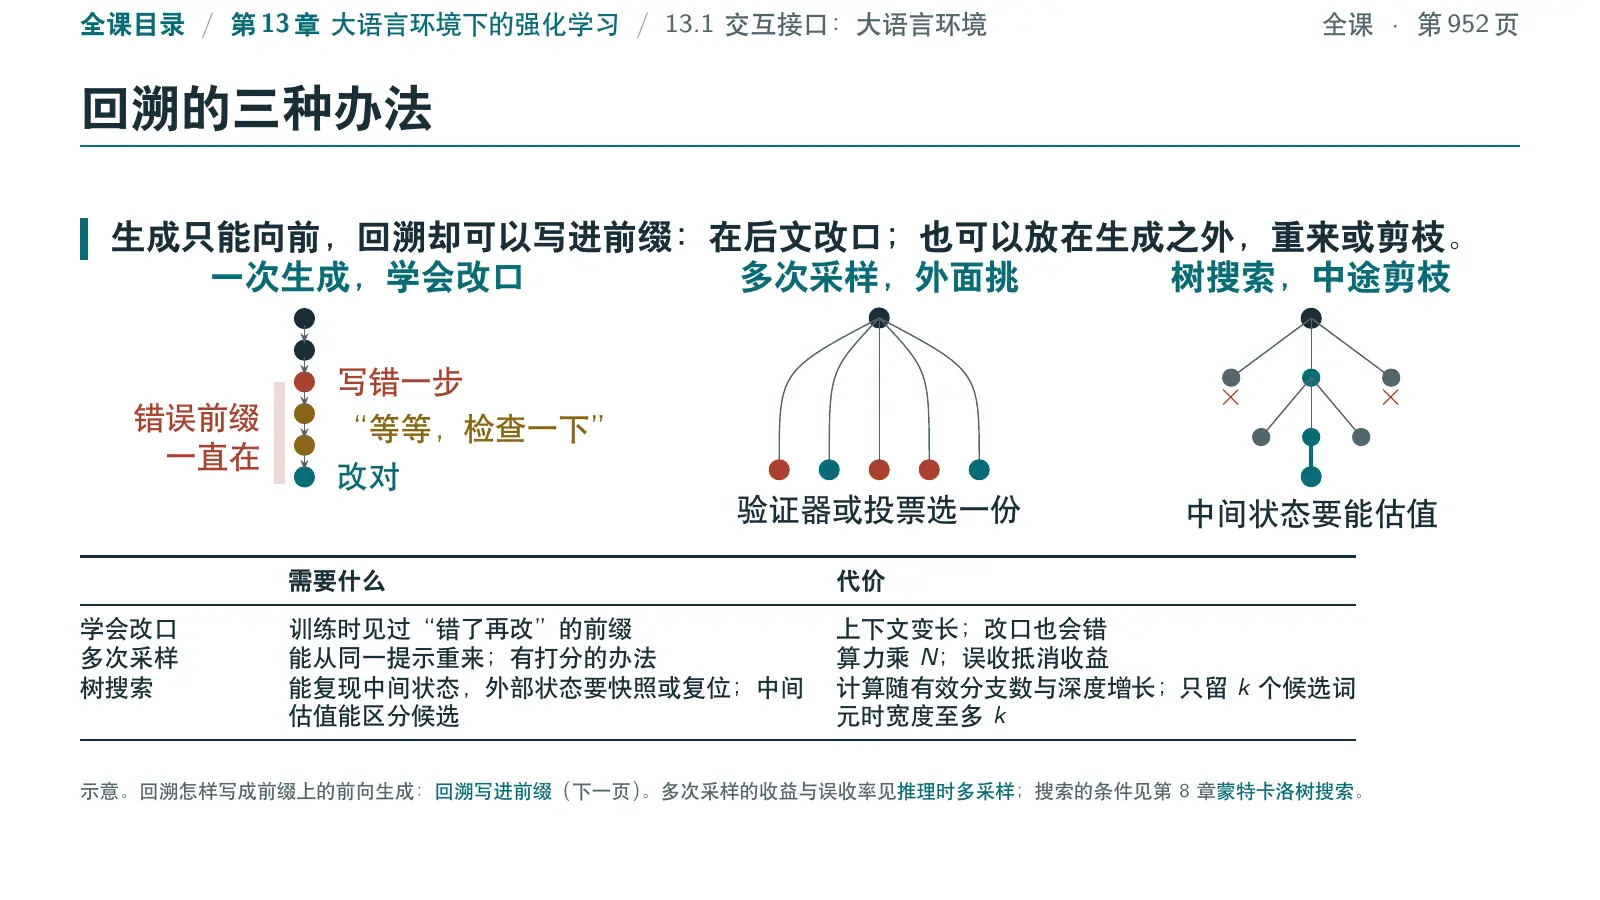 全课目录 / 第 13 章 大语言环境下的强化学习 / 13.1 交互接口：大语言环境
全课 · 第 952 页
回溯的三种办法
生成只能向前，回溯却可以写进前缀：在后文改口；也可以放在生成之外，重来或剪枝。
一次生成，学会改口
写错一步
“等等，检查一下”
改对
错误前缀
一直在
多次采样，外面挑
验证器或投票选一份
树搜索，中途剪枝
中间状态要能估值
需要什么 代价
学会改口 训练时见过“错了再改”的前缀 上下文变长；改口也会错
多次采样 能从同一提示重来；有打分的办法 算力乘 N；误收抵消收益
树搜索 能复现中间状态，外部状态要快照或复位；中间 计算随有效分支数与深度增长；只留 k 个候选词
估值能区分候选 元时宽度至多 k
示意。回溯怎样写成前缀上的前向生成：回溯写进前缀（下一页）。多次采样的收益与误收率见推理时多采样；搜索的条件见第 8 章蒙特卡洛树搜索。